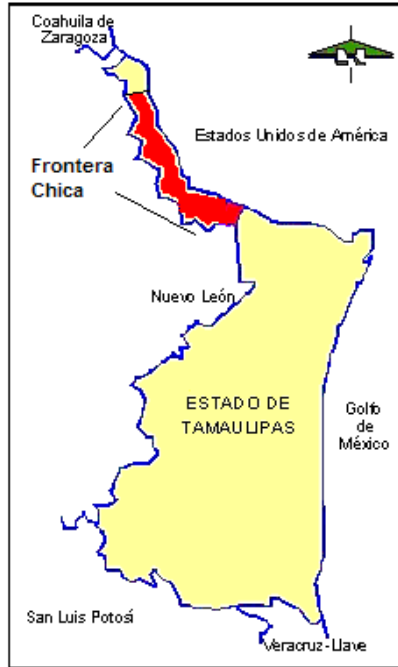 Coahuila de
Zaragoza
Estados Unidos de América
Frontera
Chica
Nuevo León
ESTADO DE
TAMAULIPAS
Golfo
de
México
San Luis Potosí
Veracruz-Llave